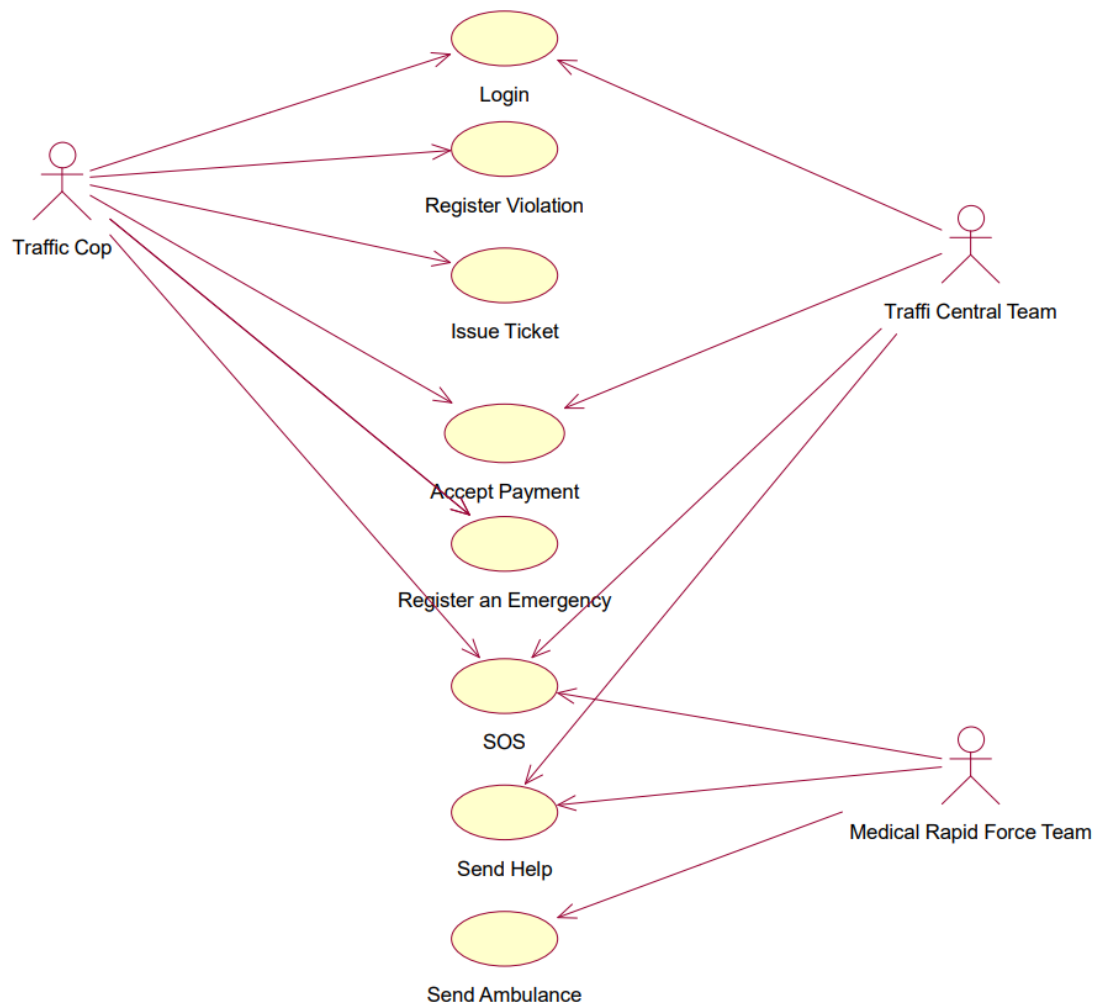 Login
Register Violation
Traffic Cop
Traffi Central Team
Issue Ticket
Accept Payment
Register an Emergency
SOS
Medical Rapid Force Team
Send Help
Send Ambulance